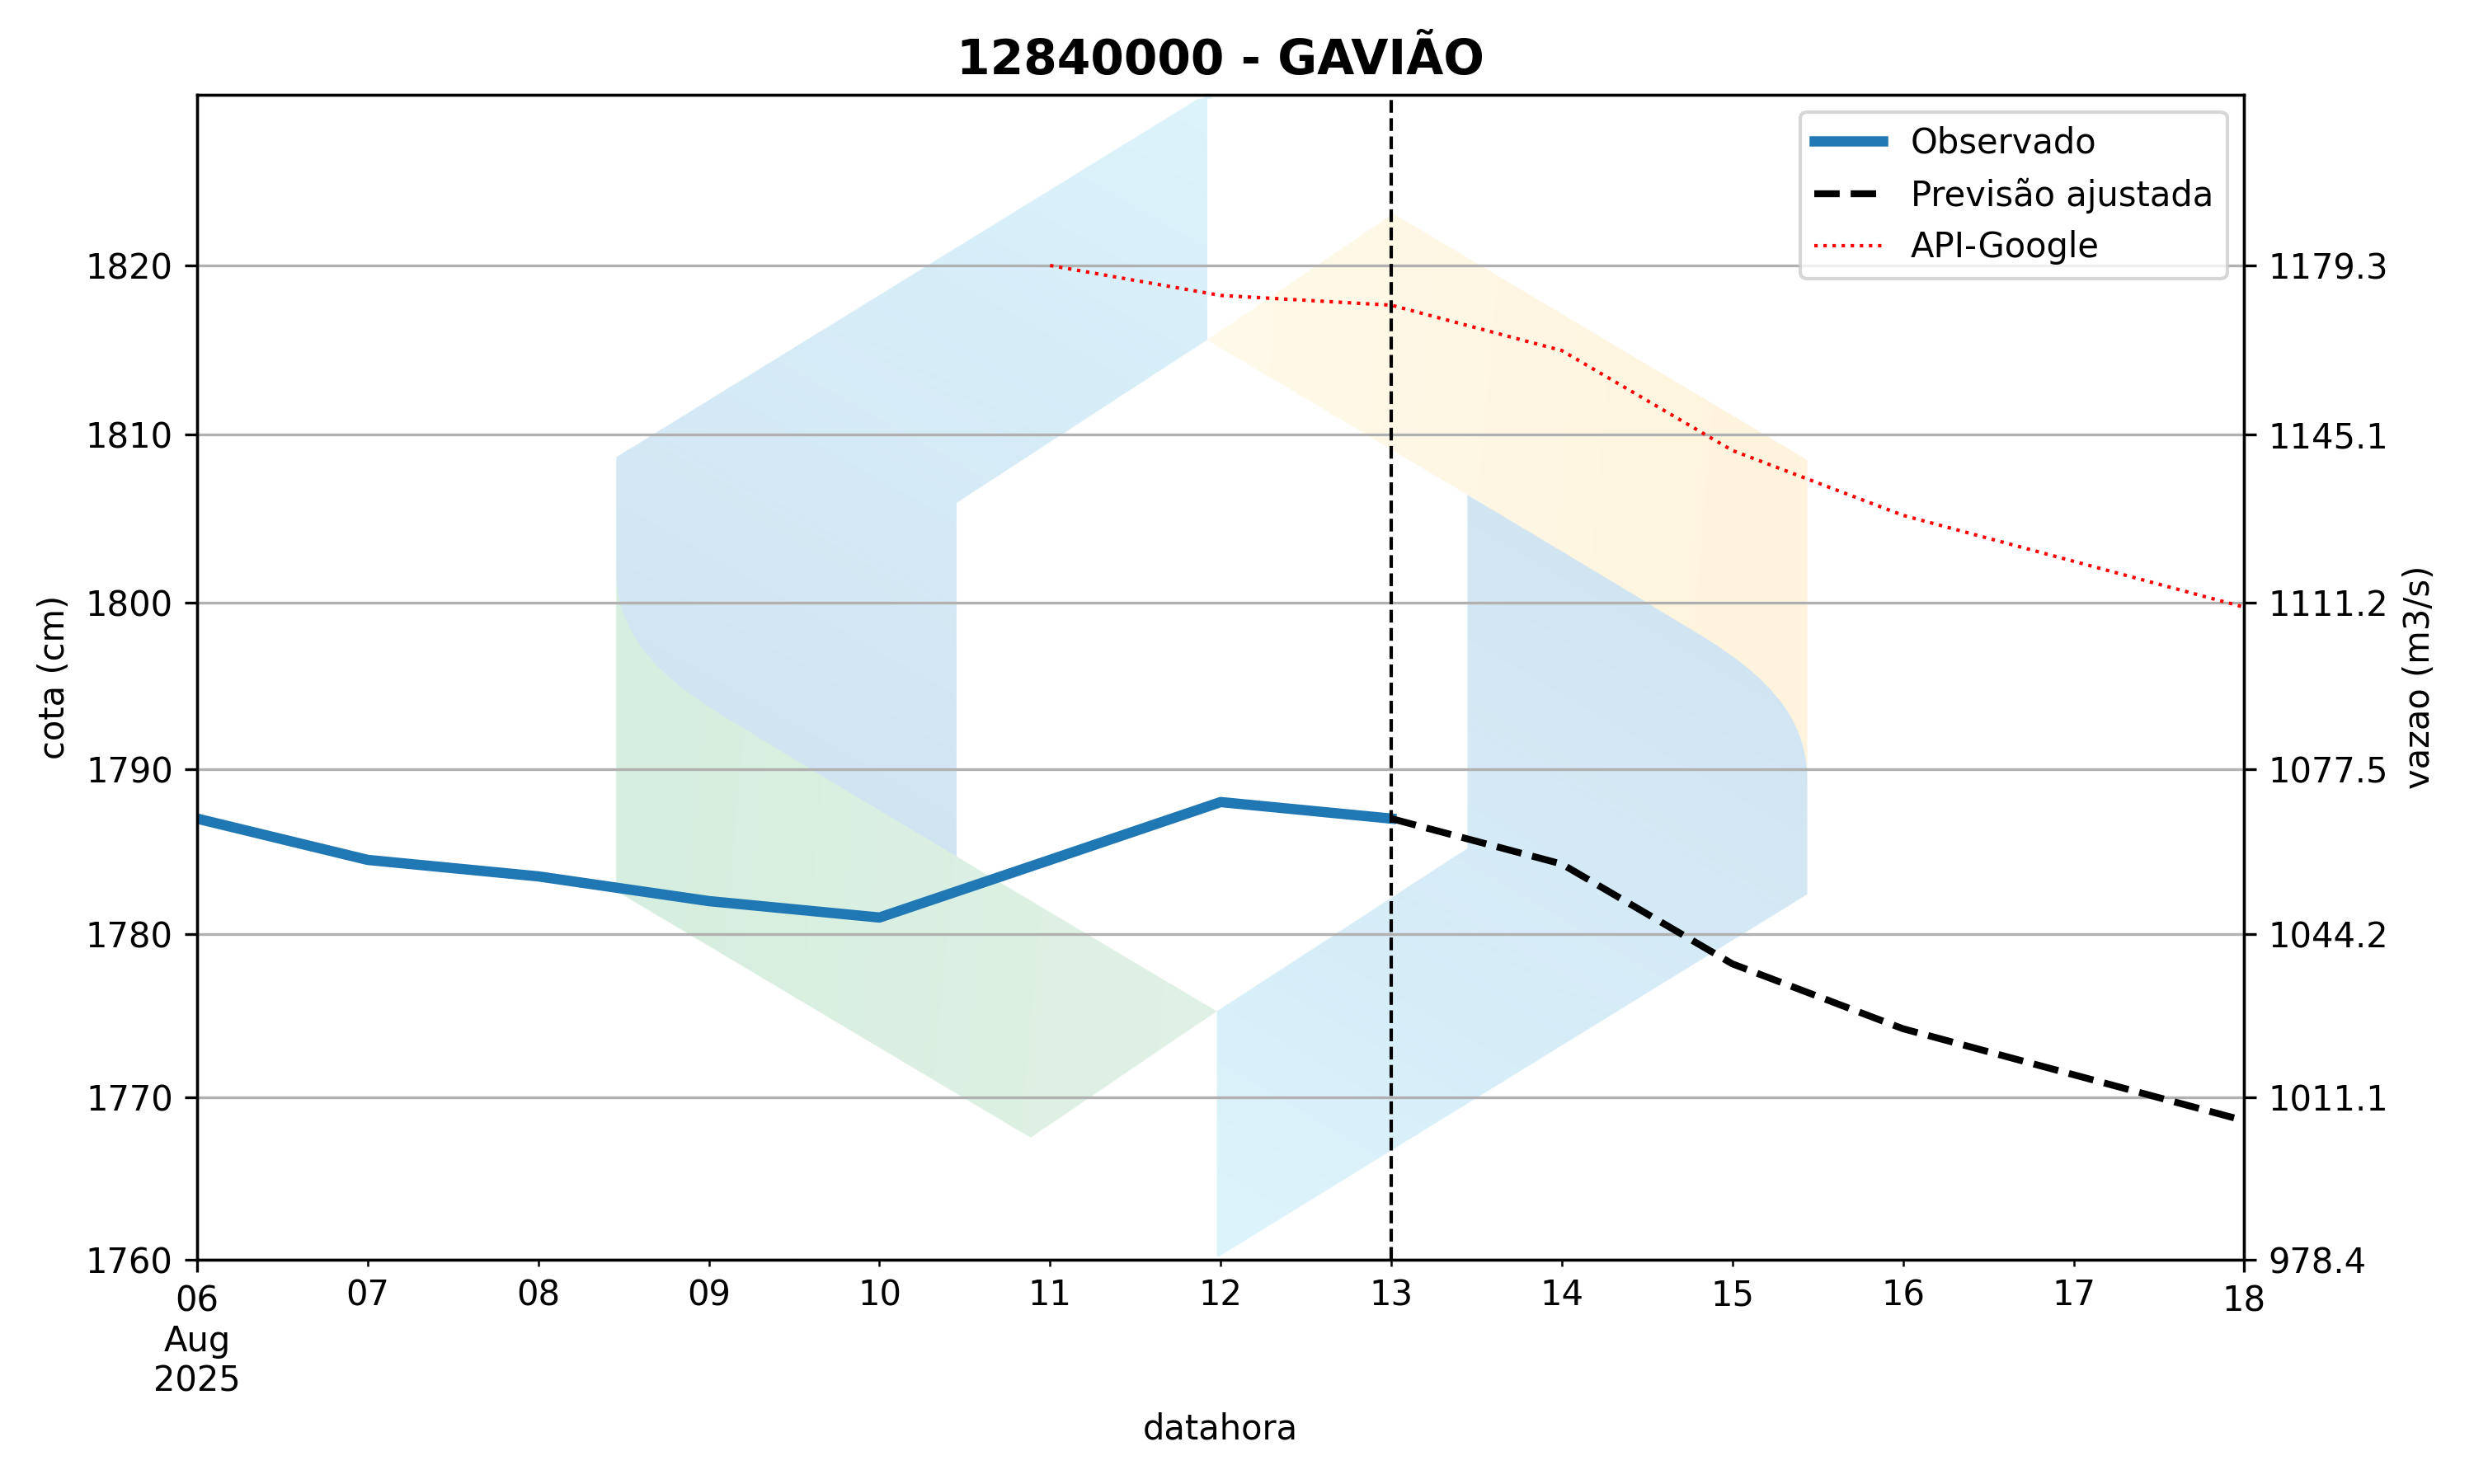 12840000 - GAVIÃO
Observado
Previsão ajustada
API-Google
1820
1810
1800
1790
1780
1770
1760
cota (cm)
1179.3
1145.1
1111.2
1077.5
1044.2
1011.1
978.4
vazao (m3/s)
06 07 08 09 10 11 12 13 14 15 16 17 18
Aug
2025
datahora